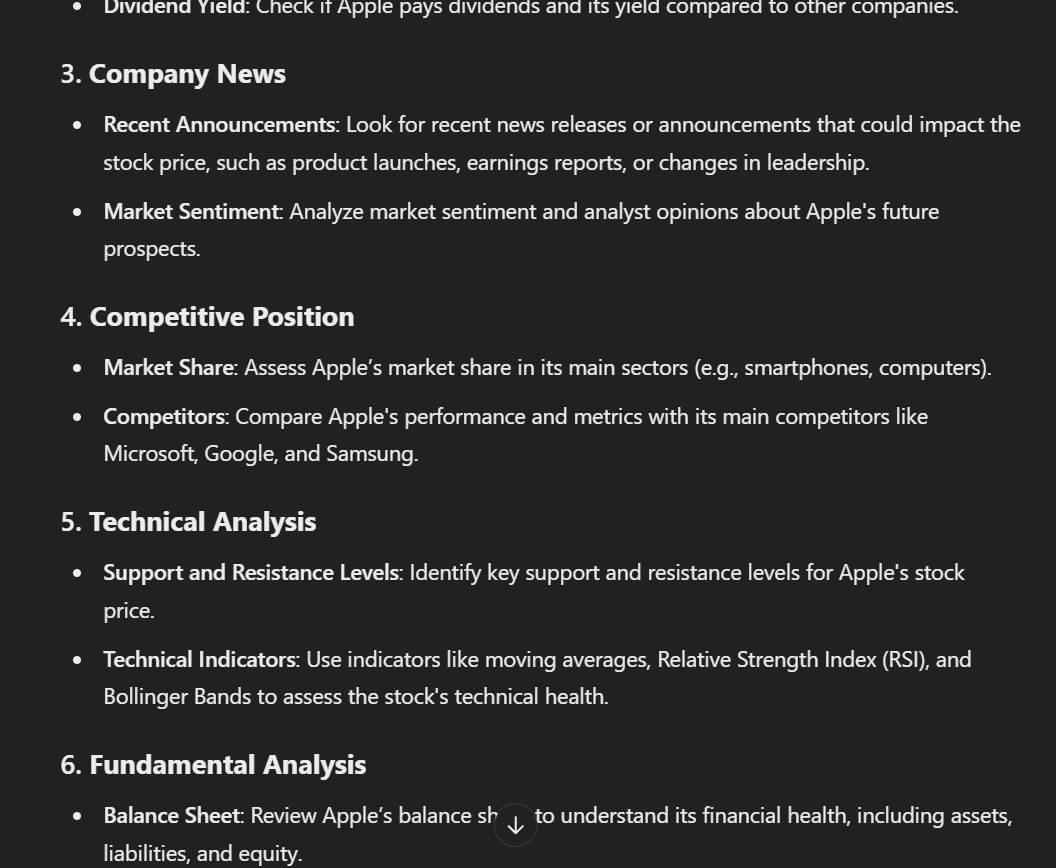 • Dividend Yield: Check if Apple pays dividends and its yield compared to other companies.
3. Company News
• Recent Announcements: Look for recent news releases or announcements that could impact the
stock price, such as product launches, earnings reports, or changes in leadership.
• Market Sentiment: Analyze market sentiment and analyst opinions about Apple's future
prospects.
4. Competitive Position
• Market Share: Assess Apple’s market share in its main sectors (e.g., smartphones, computers).
• Competitors: Compare Apple's performance and metrics with its main competitors like
Microsoft, Google, and Samsung.
5. Technical Analysis
• Support and Resistance Levels: Identify key support and resistance levels for Apple's stock
price.
• Technical Indicators: Use indicators like moving averages, Relative Strength Index (RSI), and
Bollinger Bands to assess the stock's technical health.
6. Fundamental Analysis
• Balance Sheet: Review Apple’s balance to understand its financial health, including assets,
liabilities, and equity.